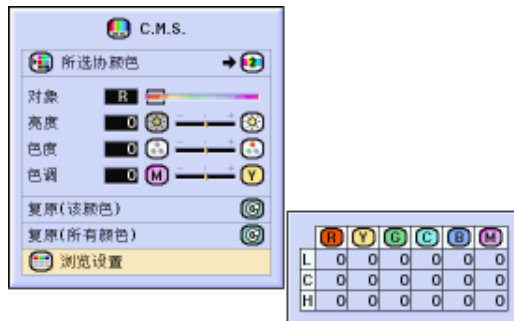 C.M.S.
所选协颜色
对象 R
亮度 0
色度 0
色调 0 M Y
复原(该颜色)
复原(所有颜色)
浏览设置
R Y G C B M
L 0 0 0 0 0 0
C 0 0 0 0 0 0
H 0 0 0 0 0 0